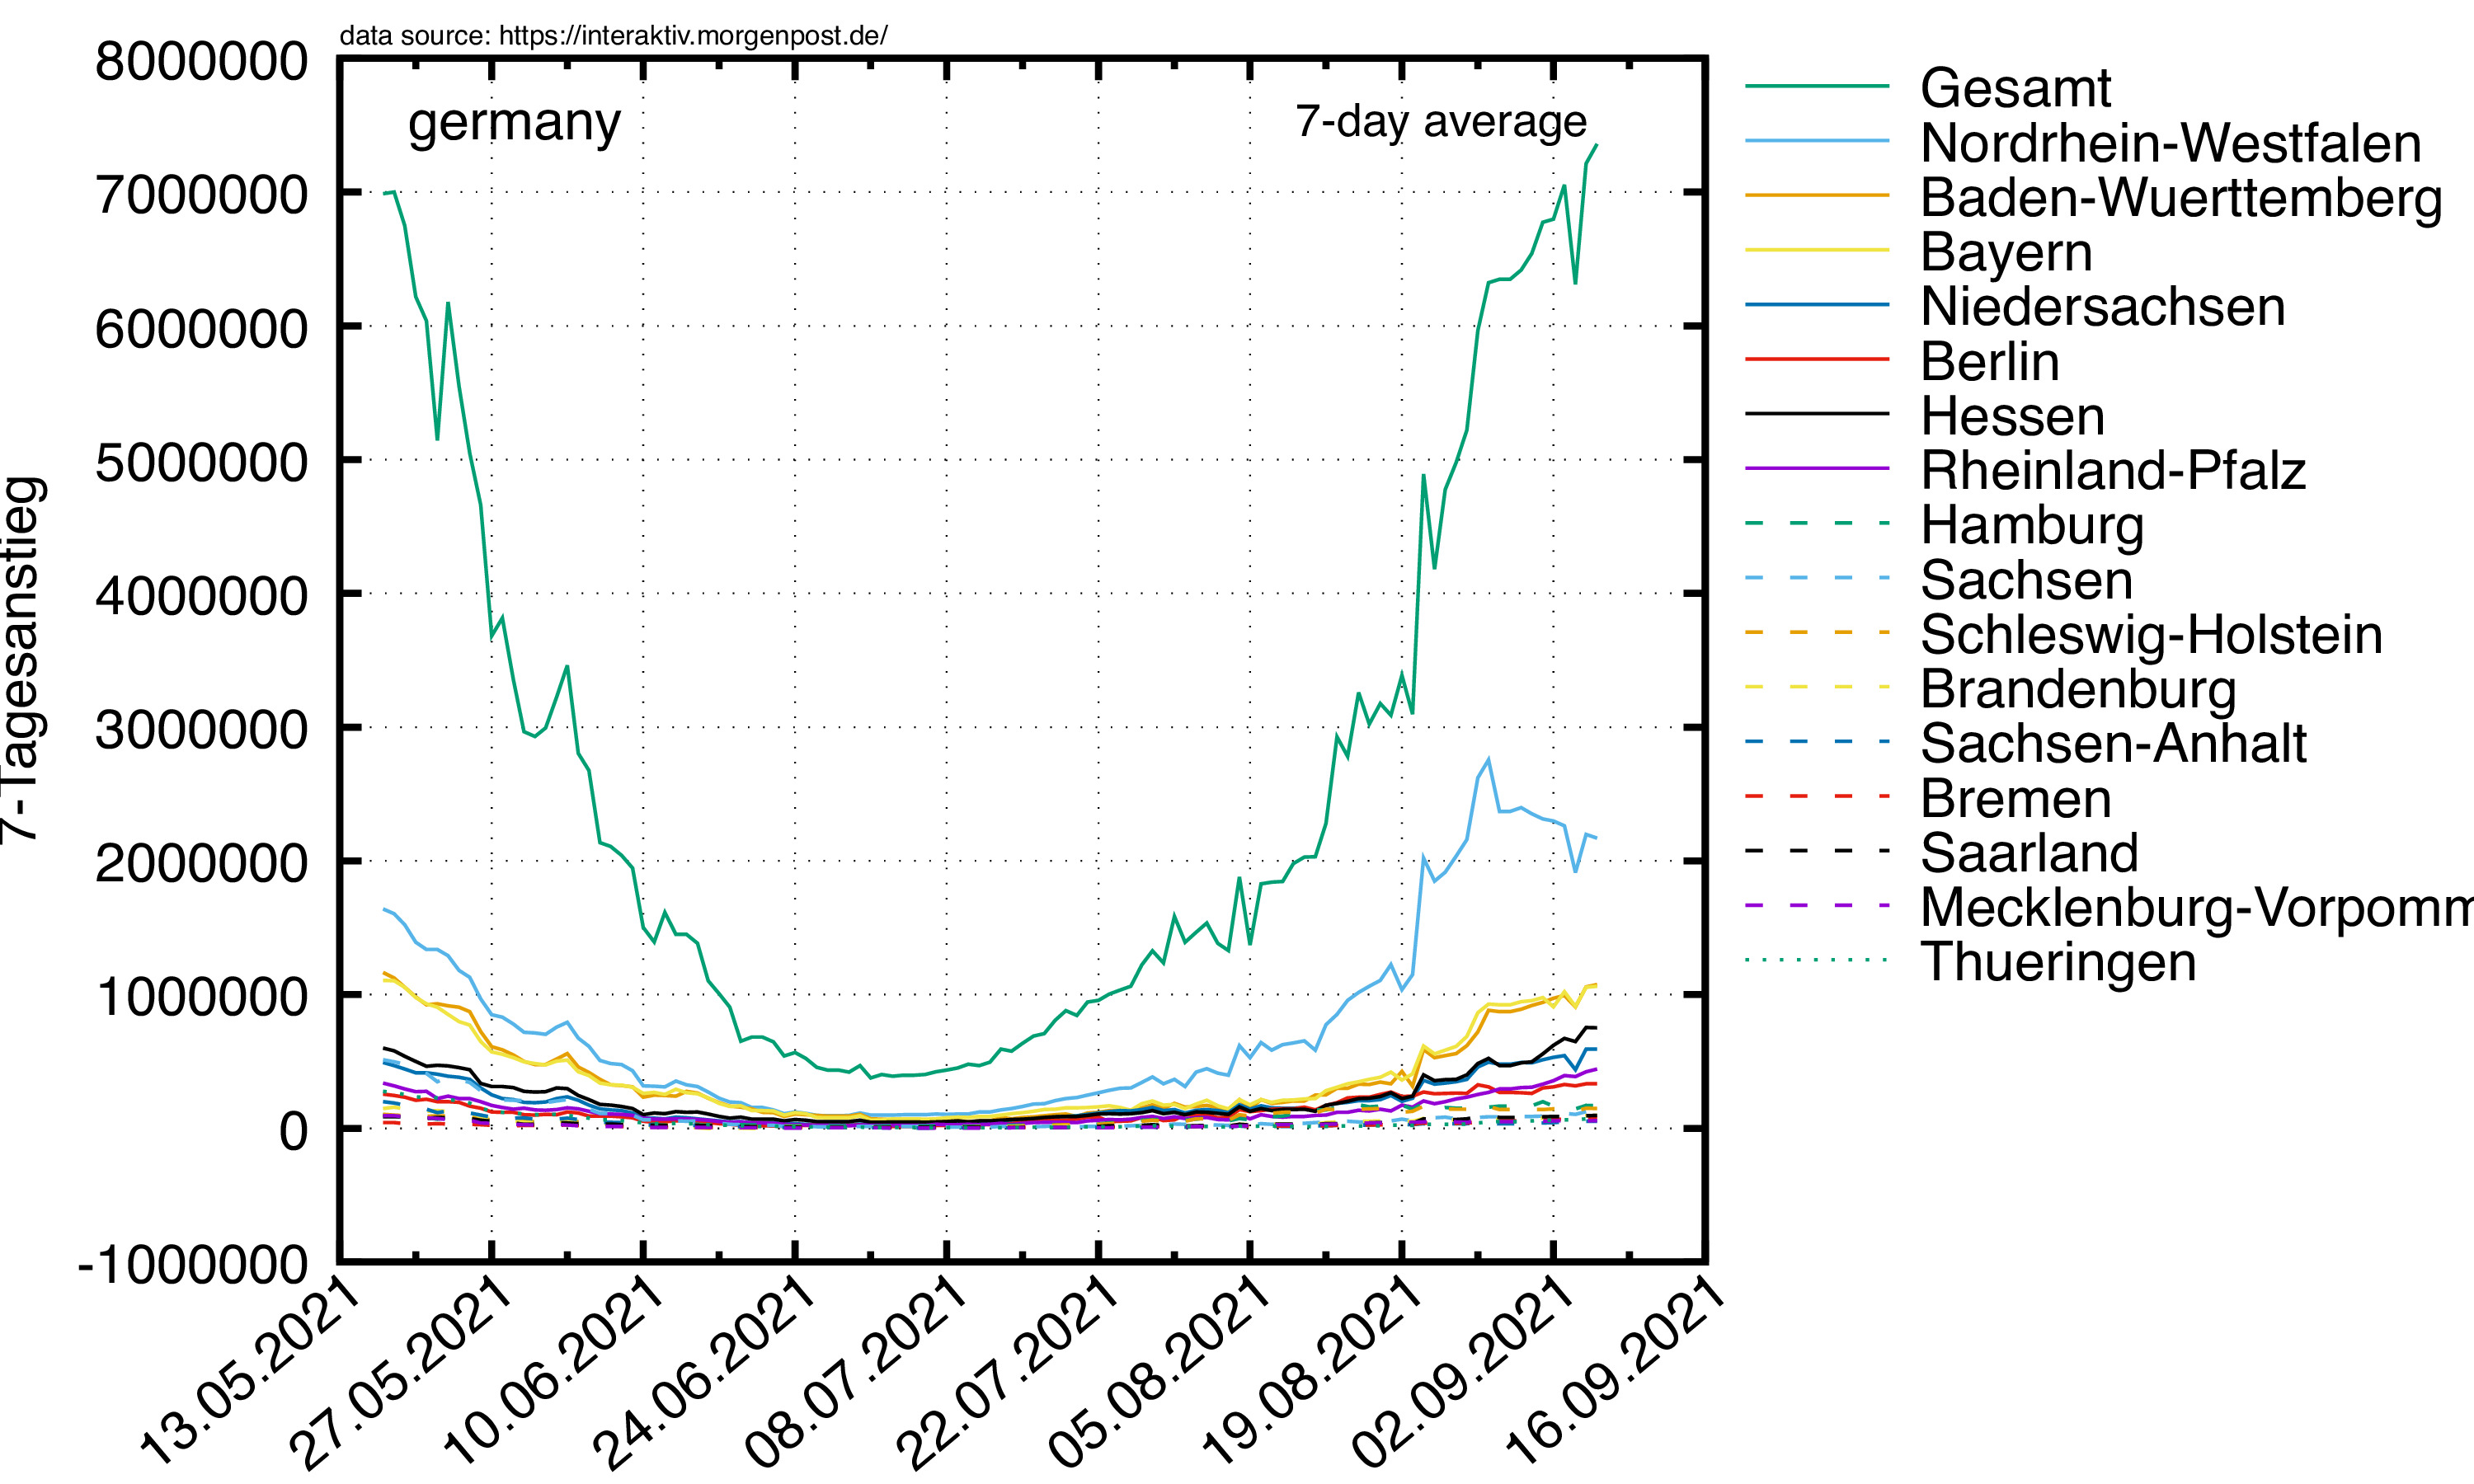 data source: https://interaktiv.morgenpost.de/
germany
7-day average
7-Tagesanstieg
8000000
7000000
6000000
5000000
4000000
3000000
2000000
1000000
0
-1000000
13.05.2021
27.05.2021
10.06.2021
24.06.2021
08.07.2021
22.07.2021
05.08.2021
19.08.2021
02.09.2021
16.09.2021
Gesamt
Nordrhein-Westfalen
Baden-Wuerttemberg
Bayern
Niedersachsen
Berlin
Hessen
Rheinland-Pfalz
Hamburg
Sachsen
Schleswig-Holstein
Brandenburg
Sachsen-Anhalt
Bremen
Saarland
Mecklenburg-Vorpomm
Thueringen